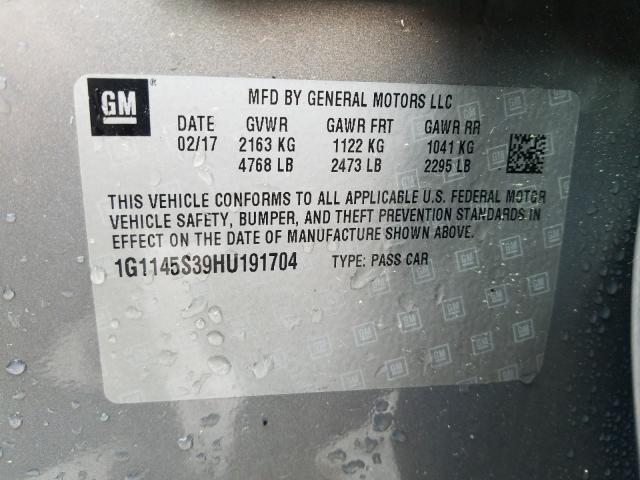 GM ®
MFD BY GENERAL MOTORS LLC
DATE GVWR GAWR FRT GAWR RR
02/17 2163 KG 1122 KG 1041 KG
4768 LB 2473 LB 2295 LB
THIS VEHICLE CONFORMS TO ALL APPLICABLE U.S. FEDERAL MOTOR
VEHICLE SAFETY, BUMPER, AND THEFT PREVENTION STANDARDS IN
EFFECT ON THE DATE OF MANUFACTURE SHOWN ABOVE.
1G1145S39HU191704 TYPE: PASS CAR